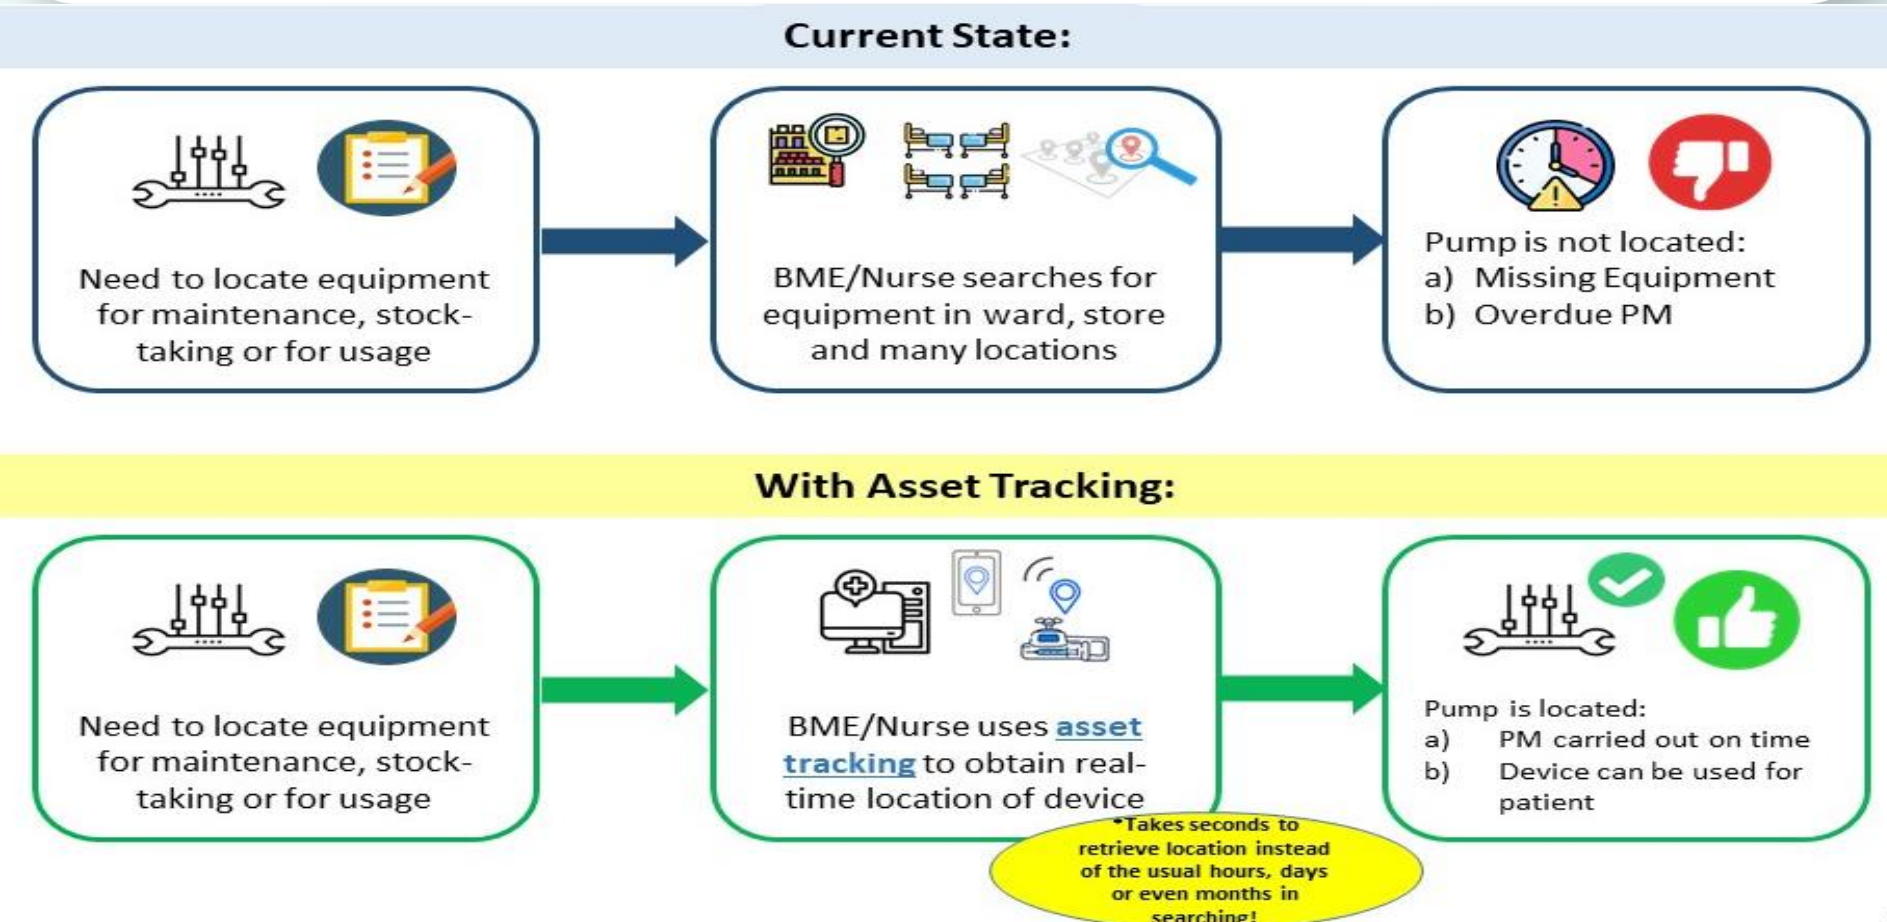 Current State:
Need to locate equipment
for maintenance, stock-
taking or for usage
BME/Nurse searches for
equipment in ward, store
and many locations
Pump is not located:
a) Missing Equipment
b) Overdue PM
With Asset Tracking:
Need to locate equipment
for maintenance, stock-
taking or for usage
BME/Nurse uses asset
tracking to obtain real-
time location of device
*Takes seconds to
retrieve location instead
of the usual hours, days
or even months in
searching!
Pump is located:
a) PM carried out on time
b) Device can be used for
patient